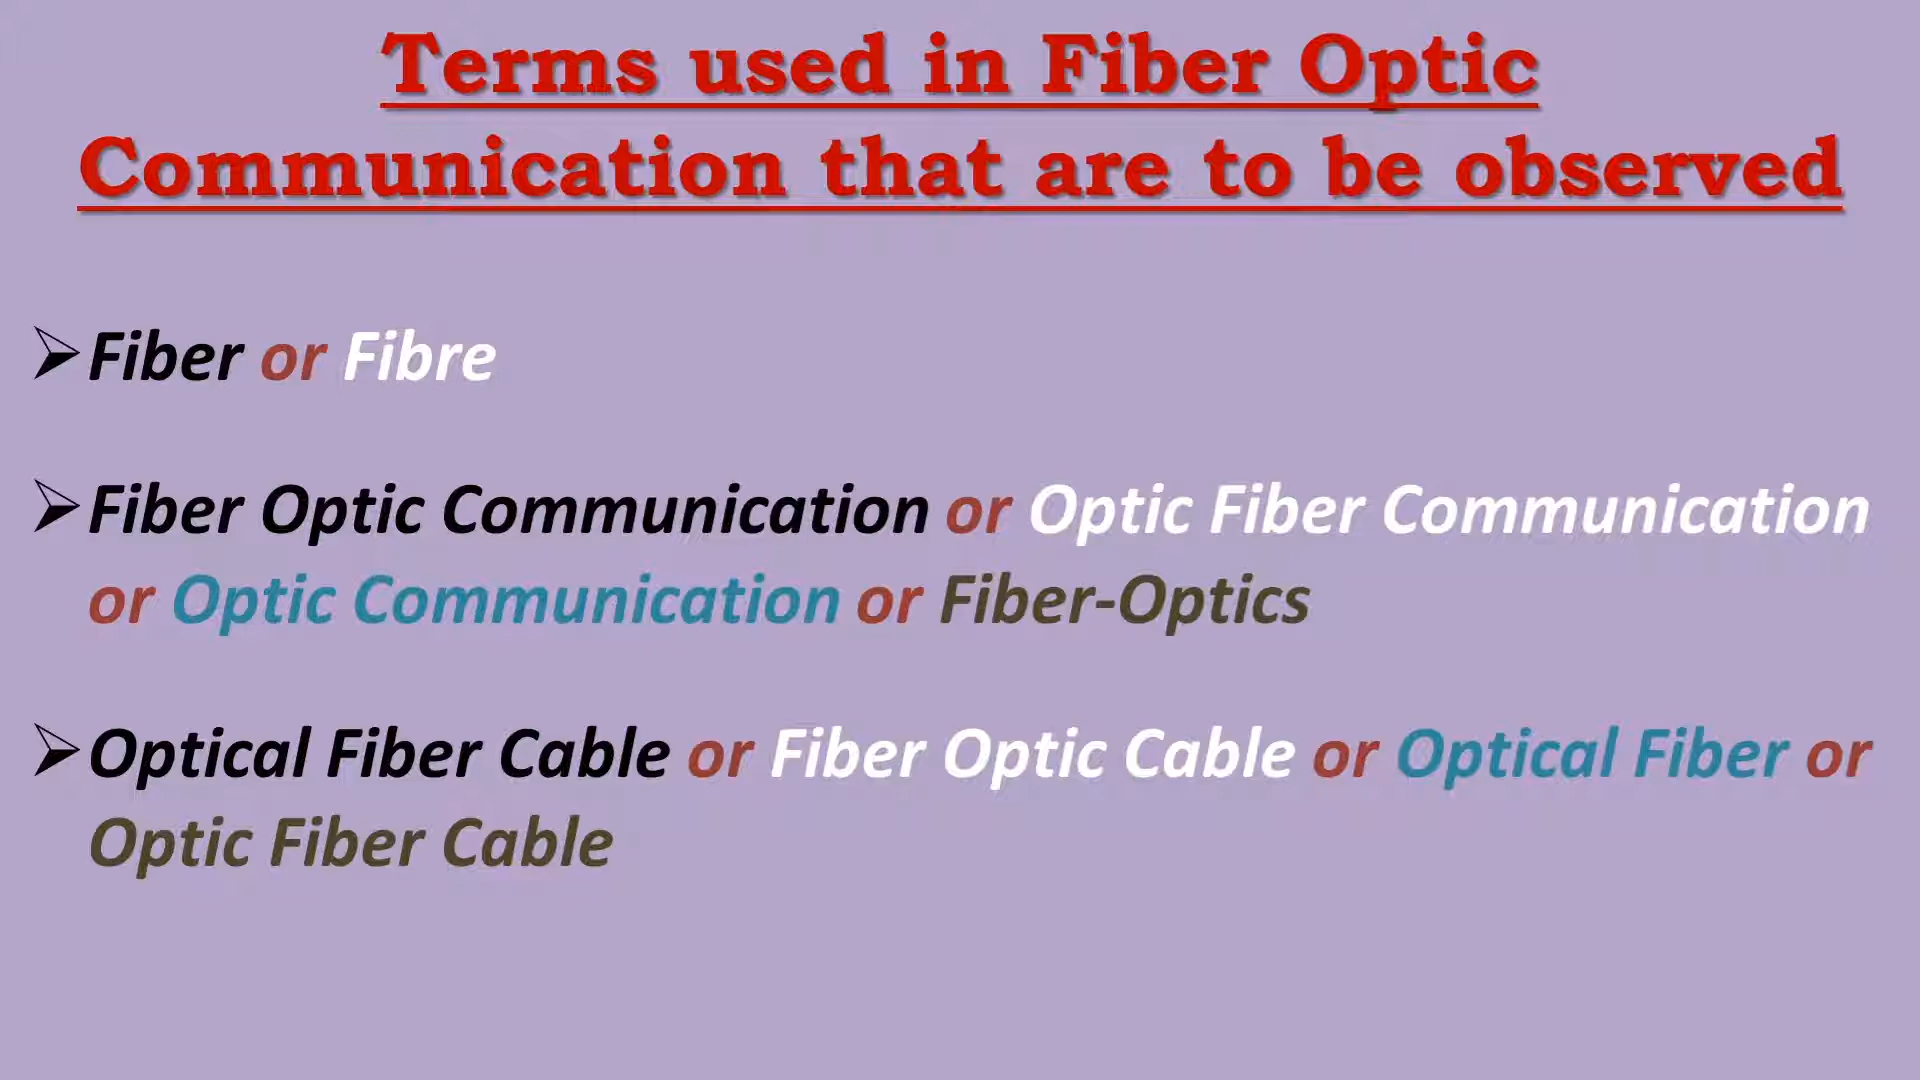 Terms used in Fiber Optic
Communication that are to be observed
➢Fiber or Fibre
➢Fiber Optic Communication or Optic Fiber Communication
or Optic Communication or Fiber-Optics
➢Optical Fiber Cable or Fiber Optic Cable or Optical Fiber or
Optic Fiber Cable